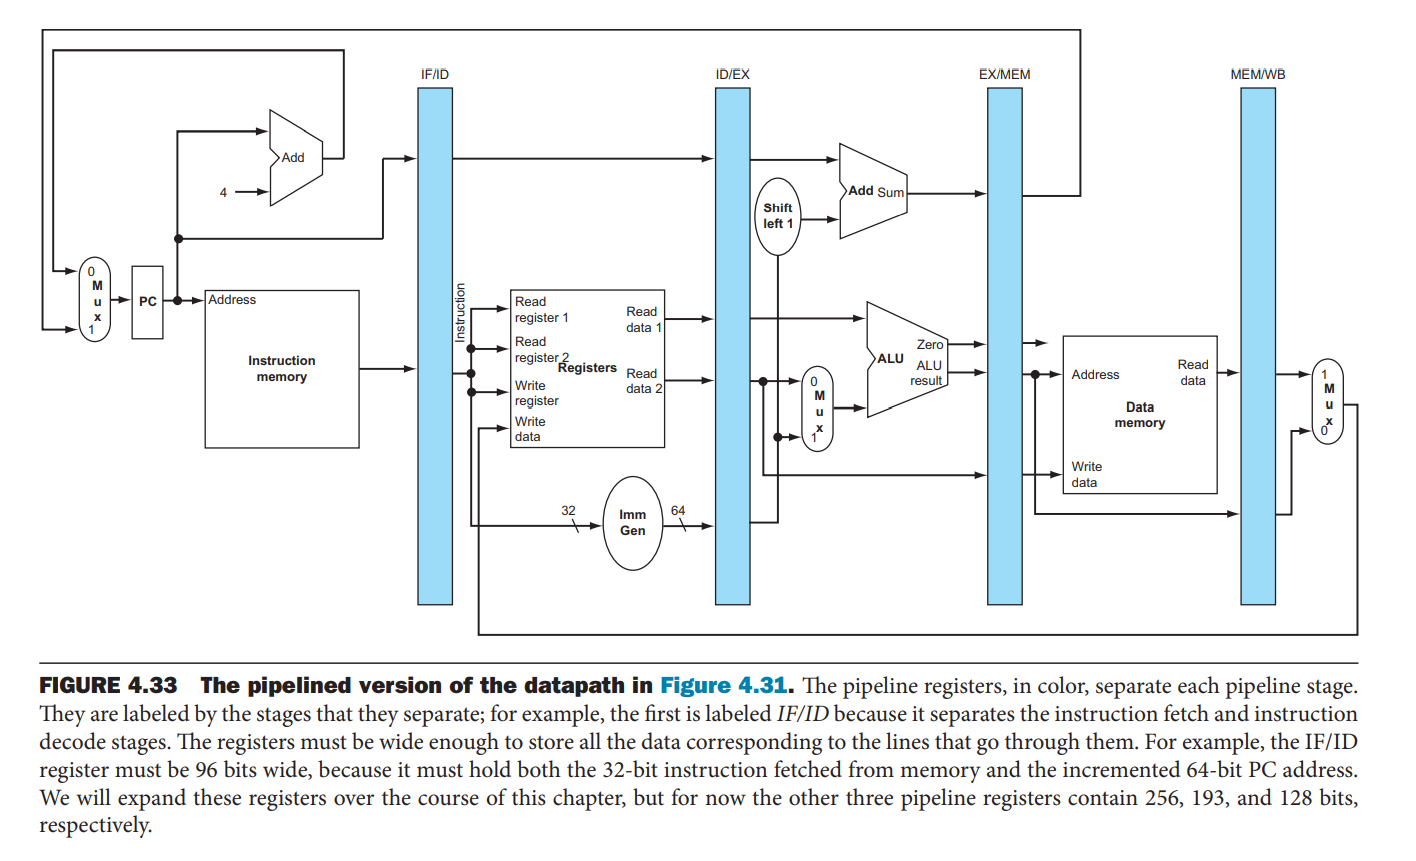 IF/ID
ID/EX
EX/MEM
MEM/WB
Add
4
0
M
u
x
1
PC
Address
Instruction
memory
Instruction
Read
register 1
Read
register 2
Registers
Write
register
Write
data
Read
data 1
Read
data 2
32
Imm
Gen
64
Shift
left 1
Add Sum
0
M
u
x
1
ALU
Zero
ALU
result
Address
Read
data
Data
memory
Write
data
1
M
u
x
0
FIGURE 4.33 The pipelined version of the datapath in Figure 4.31. The pipeline registers, in color, separate each pipeline stage.
They are labeled by the stages that they separate; for example, the first is labeled IF/ID because it separates the instruction fetch and instruction
decode stages. The registers must be wide enough to store all the data corresponding to the lines that go through them. For example, the IF/ID
register must be 96 bits wide, because it must hold both the 32-bit instruction fetched from memory and the incremented 64-bit PC address.
We will expand these registers over the course of this chapter, but for now the other three pipeline registers contain 256, 193, and 128 bits,
respectively.